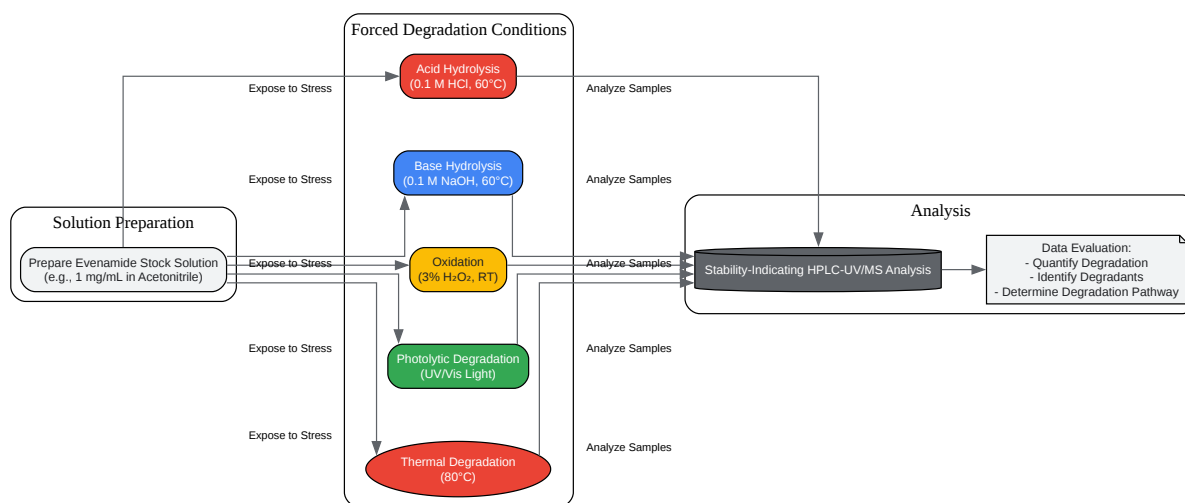 Forced Degradation Conditions
Acid Hydrolysis
(0.1 M HCl, 60°C)
Expose to Stress
Analyze Samples
Base Hydrolysis
(0.1 M NaOH, 60°C)
Expose to Stress
Analyze Samples
Solution Preparation
Prepare Evenamide Stock Solution
(e.g., 1 mg/mL in Acetonitrile)
Expose to Stress
Oxidation
(3% H₂O₂, RT)
Analyze Samples
Analysis
Stability-Indicating HPLC-UV/MS Analysis
Data Evaluation:
- Quantify Degradation
- Identify Degradants
- Determine Degradation Pathway
Expose to Stress
Photolytic Degradation
(UV/Vis Light)
Analyze Samples
Expose to Stress
Thermal Degradation
(80°C)
Analyze Samples